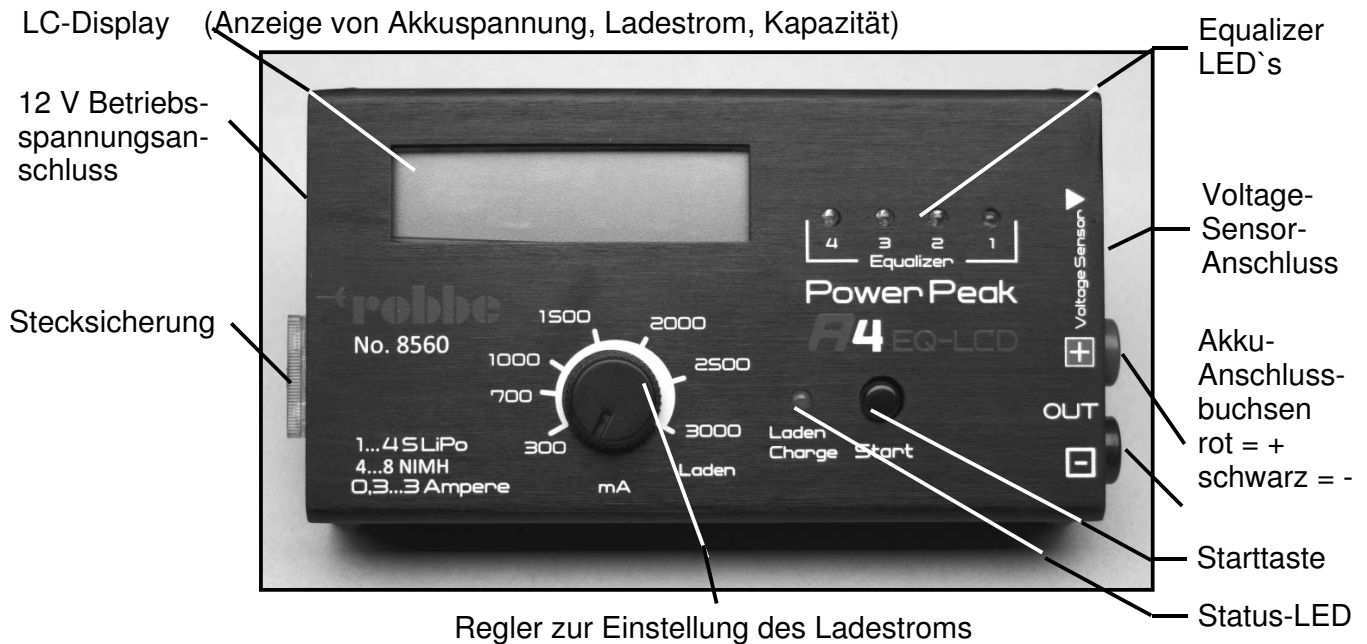 LC-Display (Anzeige von Akkuspannung, Ladestrom, Kapazität)
Equalizer
LED`s
12 V Betriebs-
spannungsan-
schluss
Voltage-
Sensor-
Anschluss
Stecksicherung
Akku-
Anschluss-
buchsen
rot = +
schwarz = -
Starttaste
Status-LED
Regler zur Einstellung des Ladestroms
4 3 2 1
Equalizer
Voltage Sensor
robbe
No. 8560
Power Peak
A4 EQ-LCD
300
700
1000
1500
2000
2500
3000
mA
Laden
1...4 S LiPo
4...8 NIMH
0,3...3 Ampere
Laden
Charge
Start
+
OUT
-